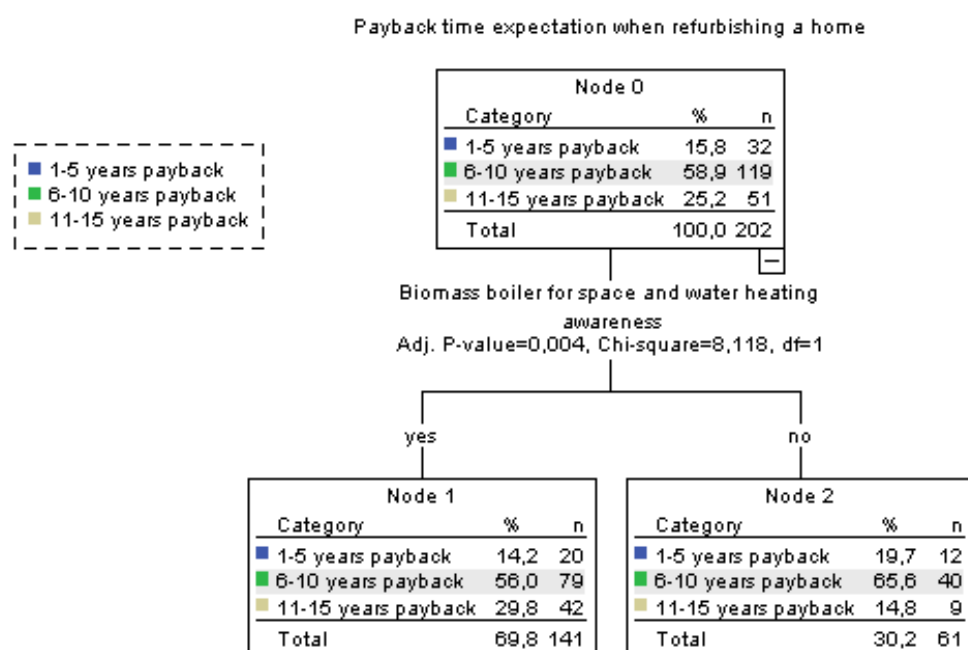 Payback time expectation when refurbishing a home
Node 0
Category % n
1-5 years payback 15,8 32
6-10 years payback 58,9 119
11-15 years payback 25,2 51
Total 100,0 202
1-5 years payback
6-10 years payback
11-15 years payback
Biomass boiler for space and water heating
awareness
Adj. P-value=0,004, Chi-square=8,118, df=1
yes
no
Node 1
Category % n
1-5 years payback 14,2 20
6-10 years payback 56,0 79
11-15 years payback 29,8 42
Total 69,8 141
Node 2
Category % n
1-5 years payback 19,7 12
6-10 years payback 65,6 40
11-15 years payback 14,8 9
Total 30,2 61